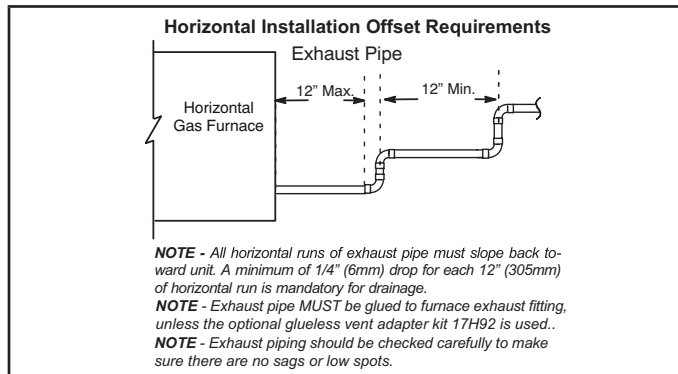 Horizontal Installation Offset Requirements
Exhaust Pipe
12” Max.
12” Min.
Horizontal
Gas Furnace
NOTE - All horizontal runs of exhaust pipe must slope back to-
ward unit. A minimum of 1/4” (6mm) drop for each 12” (305mm)
of horizontal run is mandatory for drainage.
NOTE - Exhaust pipe MUST be glued to furnace exhaust fitting,
unless the optional glueless vent adapter kit 17H92 is used..
NOTE - Exhaust piping should be checked carefully to make
sure there are no sags or low spots.